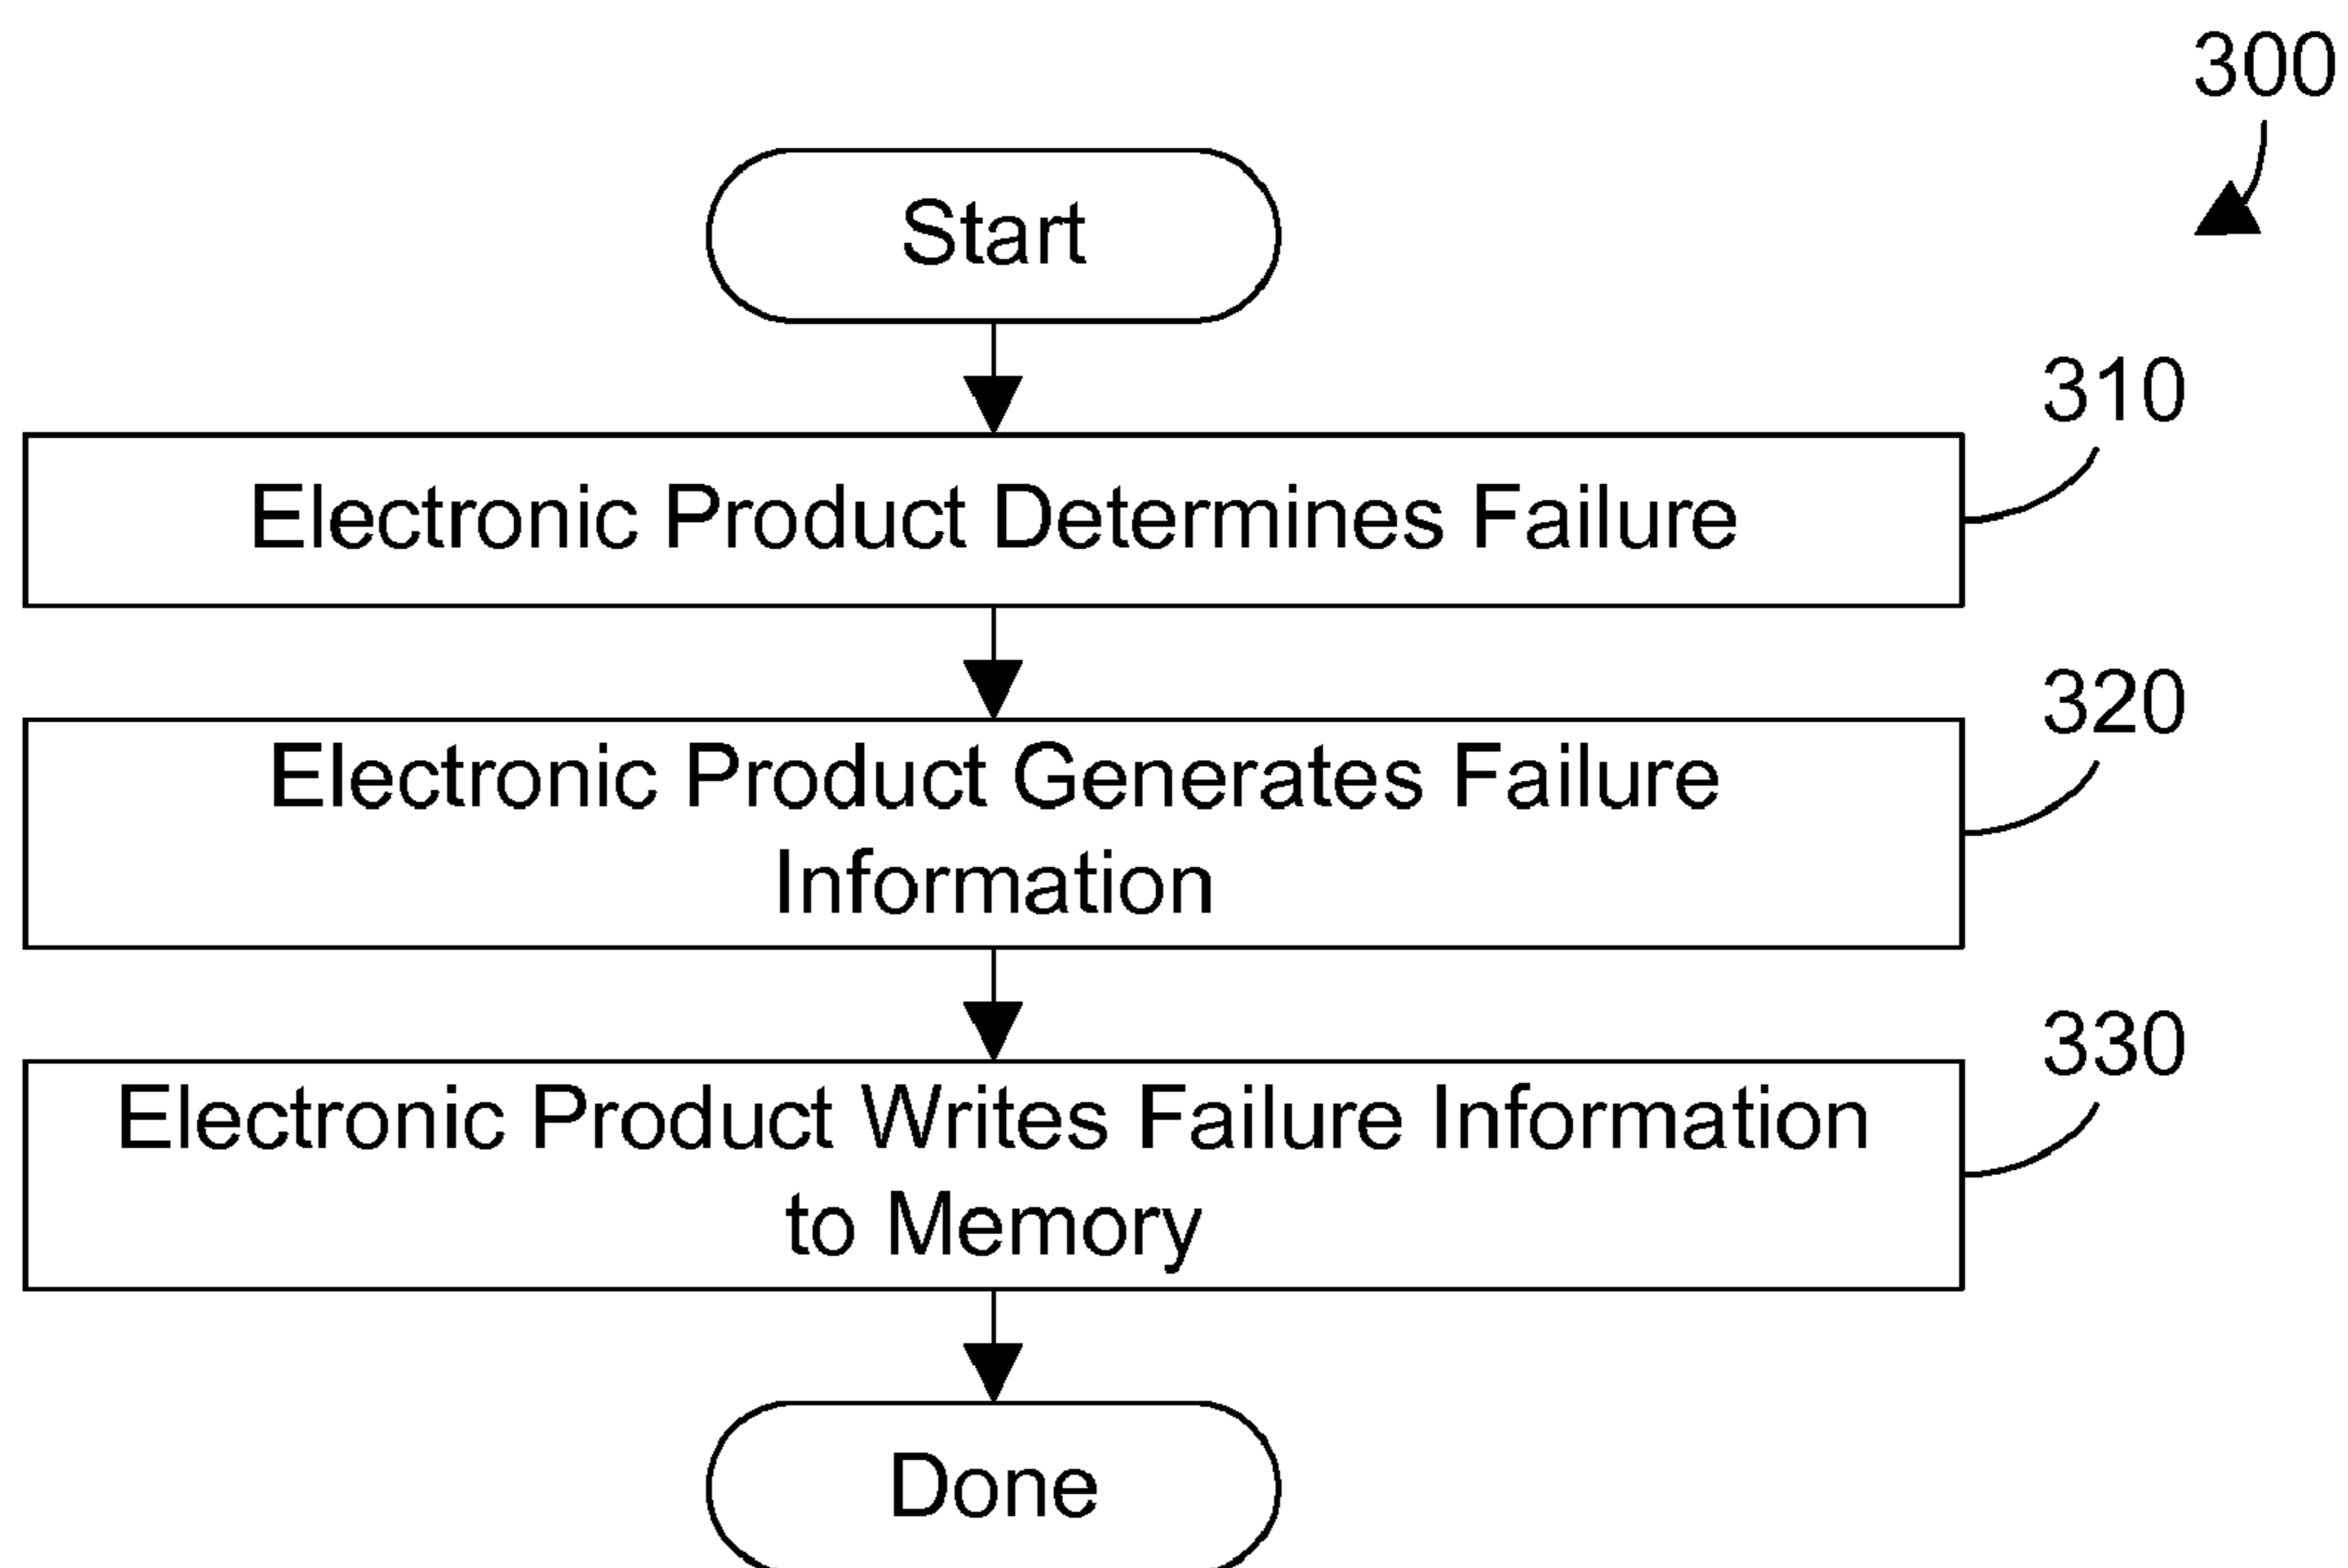 300
Start
310
Electronic Product Determines Failure
320
Electronic Product Generates Failure
Information
330
Electronic Product Writes Failure Information
to Memory
Done